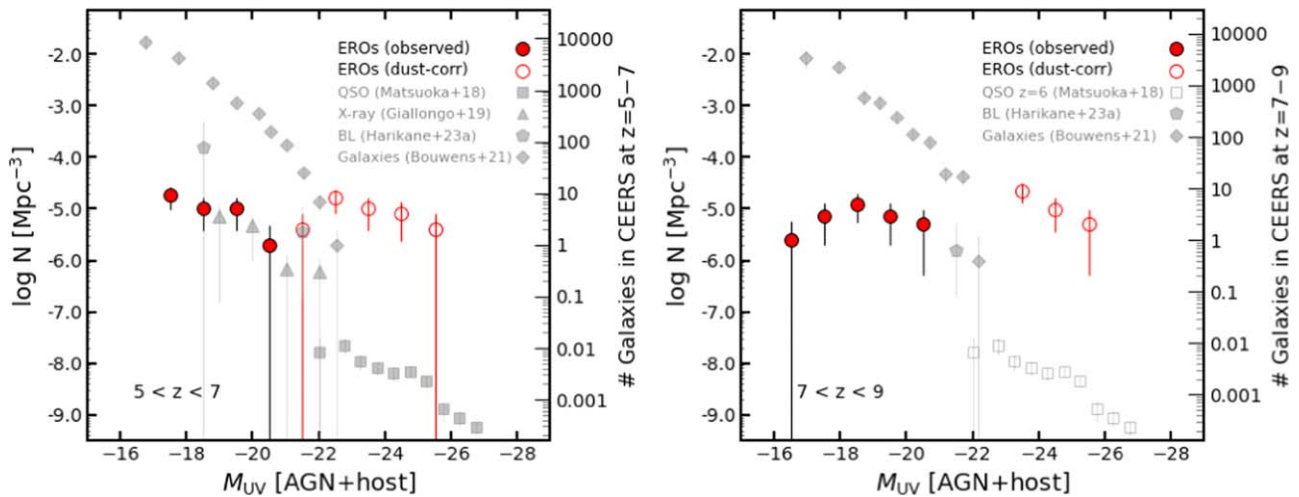 EROs (observed)
EROs (dust-corr)
QSO (Matsuoka+18)
X-ray (Giallongo+19)
BL (Harikane+23a)
Galaxies (Bouwens+21)
5 < z < 7
-2.0
-3.0
-4.0
-5.0
-6.0
-7.0
-8.0
-9.0
log N [Mpc⁻³]
10000
1000
100
10
1
0.1
0.01
0.001
# Galaxies in CEERS at z=5−7
−16 −18 −20 −22 −24 −26 −28
M_UV [AGN+host]
EROs (observed)
EROs (dust-corr)
QSO z=6 (Matsuoka+18)
BL (Harikane+23a)
Galaxies (Bouwens+21)
7 < z < 9
-2.0
-3.0
-4.0
-5.0
-6.0
-7.0
-8.0
-9.0
log N [Mpc⁻³]
10000
1000
100
10
1
0.1
0.01
0.001
# Galaxies in CEERS at z=7−9
−16 −18 −20 −22 −24 −26 −28
M_UV [AGN+host]